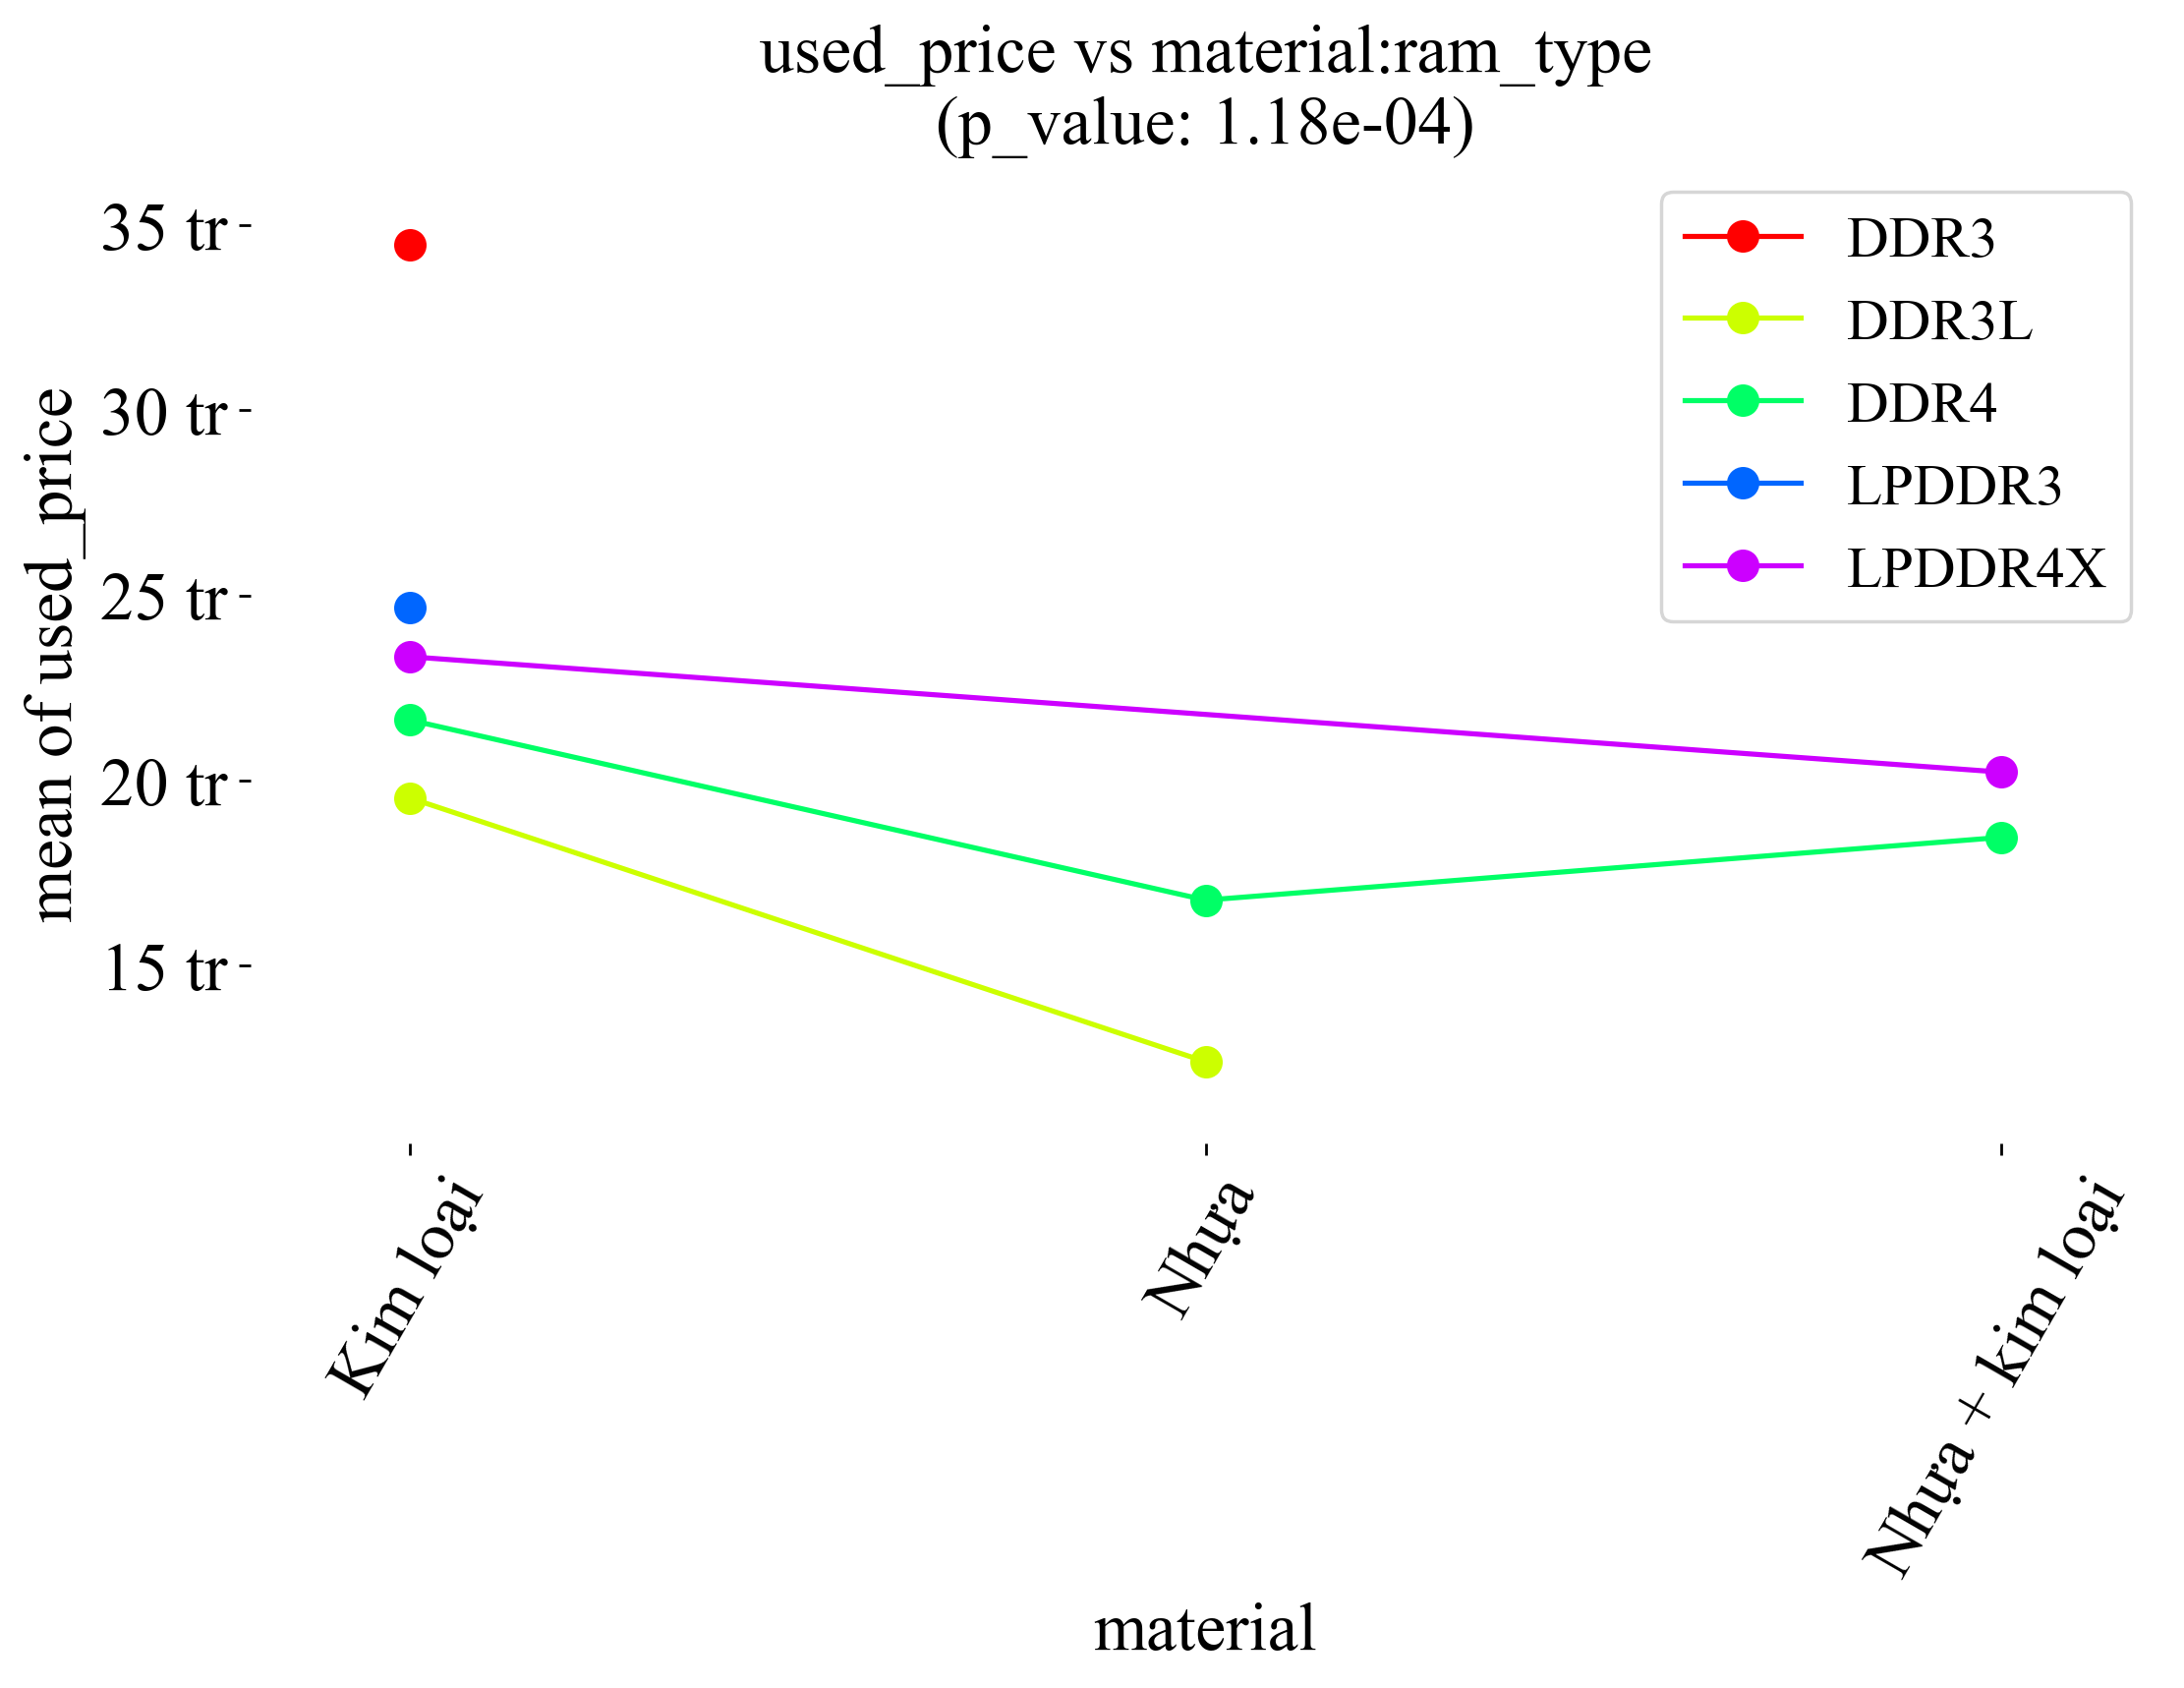 used_price vs material:ram_type
(p_value: 1.18e-04)
35 tr
30 tr
25 tr
20 tr
15 tr
mean of used_price
DDR3
DDR3L
DDR4
LPDDR3
LPDDR4X
Kim loại
Nhựa
Nhựa + kim loại
material